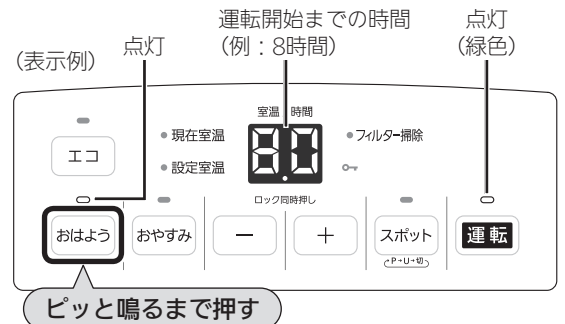 運転開始までの時間
(例：8時間)
点灯
(緑色)
(表示例)
点灯
室温 時間
8.0
エコ
現在室温
設定室温
フィルター掃除
ロック同時押し
おはよう
おやすみ
－
＋
スポット
P→U→切
運転
ピッと鳴るまで押す